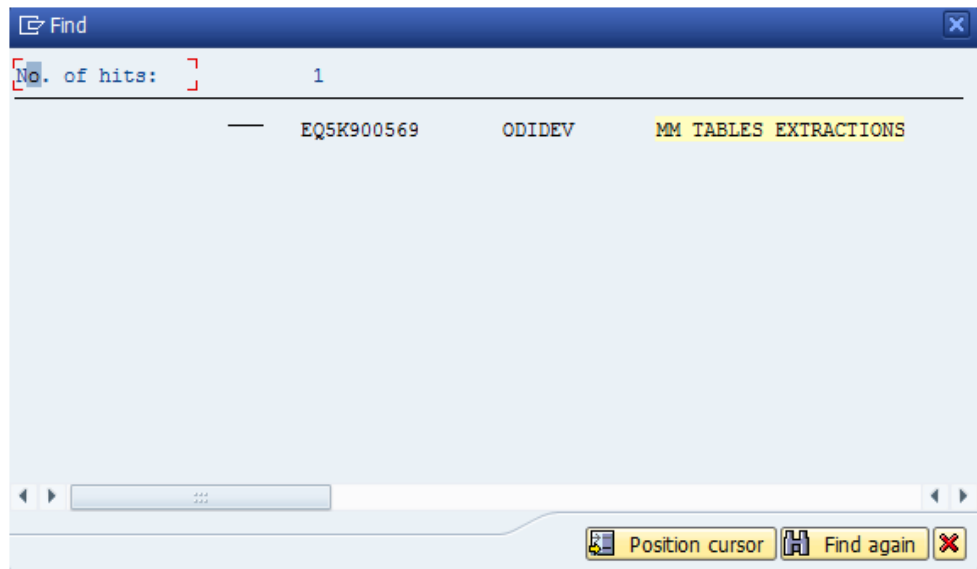 Find
No. of hits: 1
EQ5K900569 ODIDEV MM TABLES EXTRACTIONS
Position cursor Find again